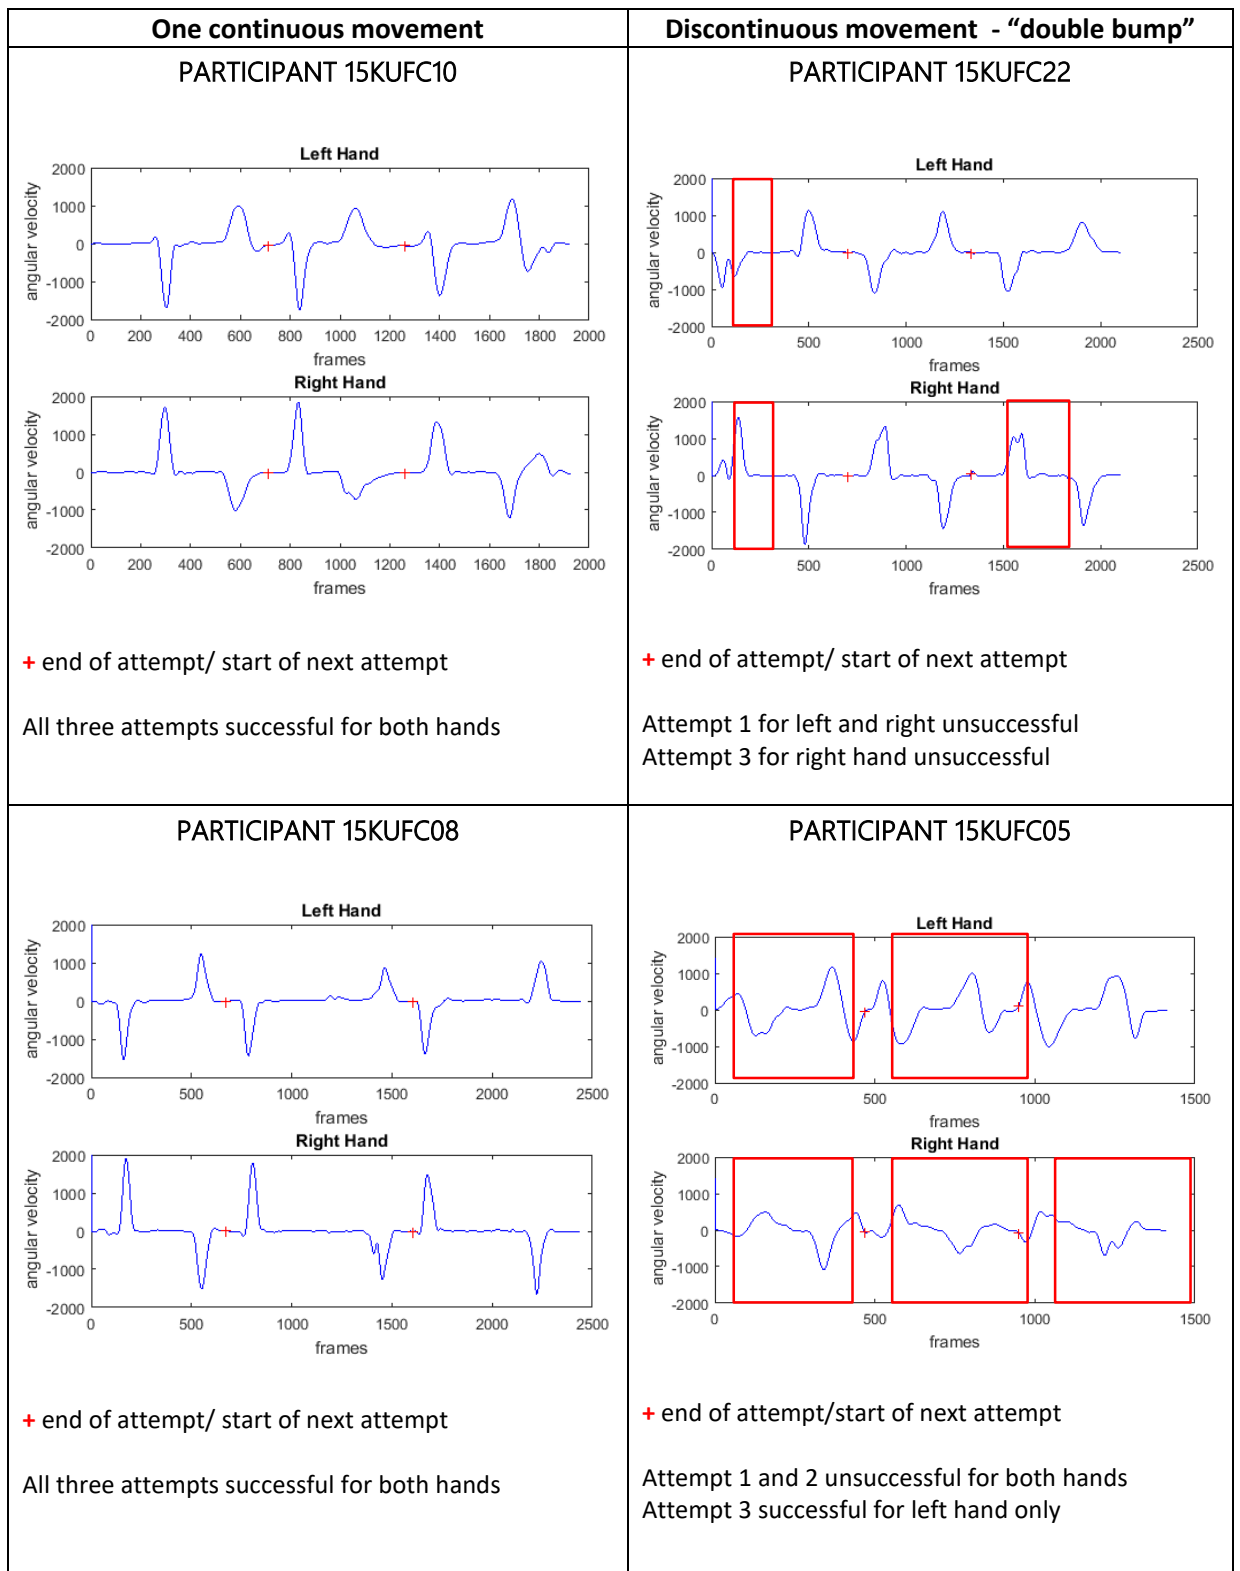 One continuous movement
Discontinuous movement - “double bump”
PARTICIPANT 15KUFC10
Left Hand
angular velocity
2000
1000
0
-1000
-2000
0 200 400 600 800 1000 1200 1400 1600 1800 2000
frames
Right Hand
angular velocity
2000
1000
0
-1000
-2000
0 200 400 600 800 1000 1200 1400 1600 1800 2000
frames
+ end of attempt/ start of next attempt
All three attempts successful for both hands
PARTICIPANT 15KUFC22
Left Hand
angular velocity
2000
1000
0
-1000
-2000
0 500 1000 1500 2000 2500
frames
Right Hand
angular velocity
2000
1000
0
-1000
-2000
0 500 1000 1500 2000 2500
frames
+ end of attempt/ start of next attempt
Attempt 1 for left and right unsuccessful
Attempt 3 for right hand unsuccessful
PARTICIPANT 15KUFC08
Left Hand
angular velocity
2000
1000
0
-1000
-2000
0 500 1000 1500 2000 2500
frames
Right Hand
angular velocity
2000
1000
0
-1000
-2000
0 500 1000 1500 2000 2500
frames
+ end of attempt/ start of next attempt
All three attempts successful for both hands
PARTICIPANT 15KUFC05
Left Hand
angular velocity
2000
1000
0
-1000
-2000
0 500 1000 1500
frames
Right Hand
angular velocity
2000
1000
0
-1000
-2000
0 500 1000 1500
frames
+ end of attempt/start of next attempt
Attempt 1 and 2 unsuccessful for both hands
Attempt 3 successful for left hand only